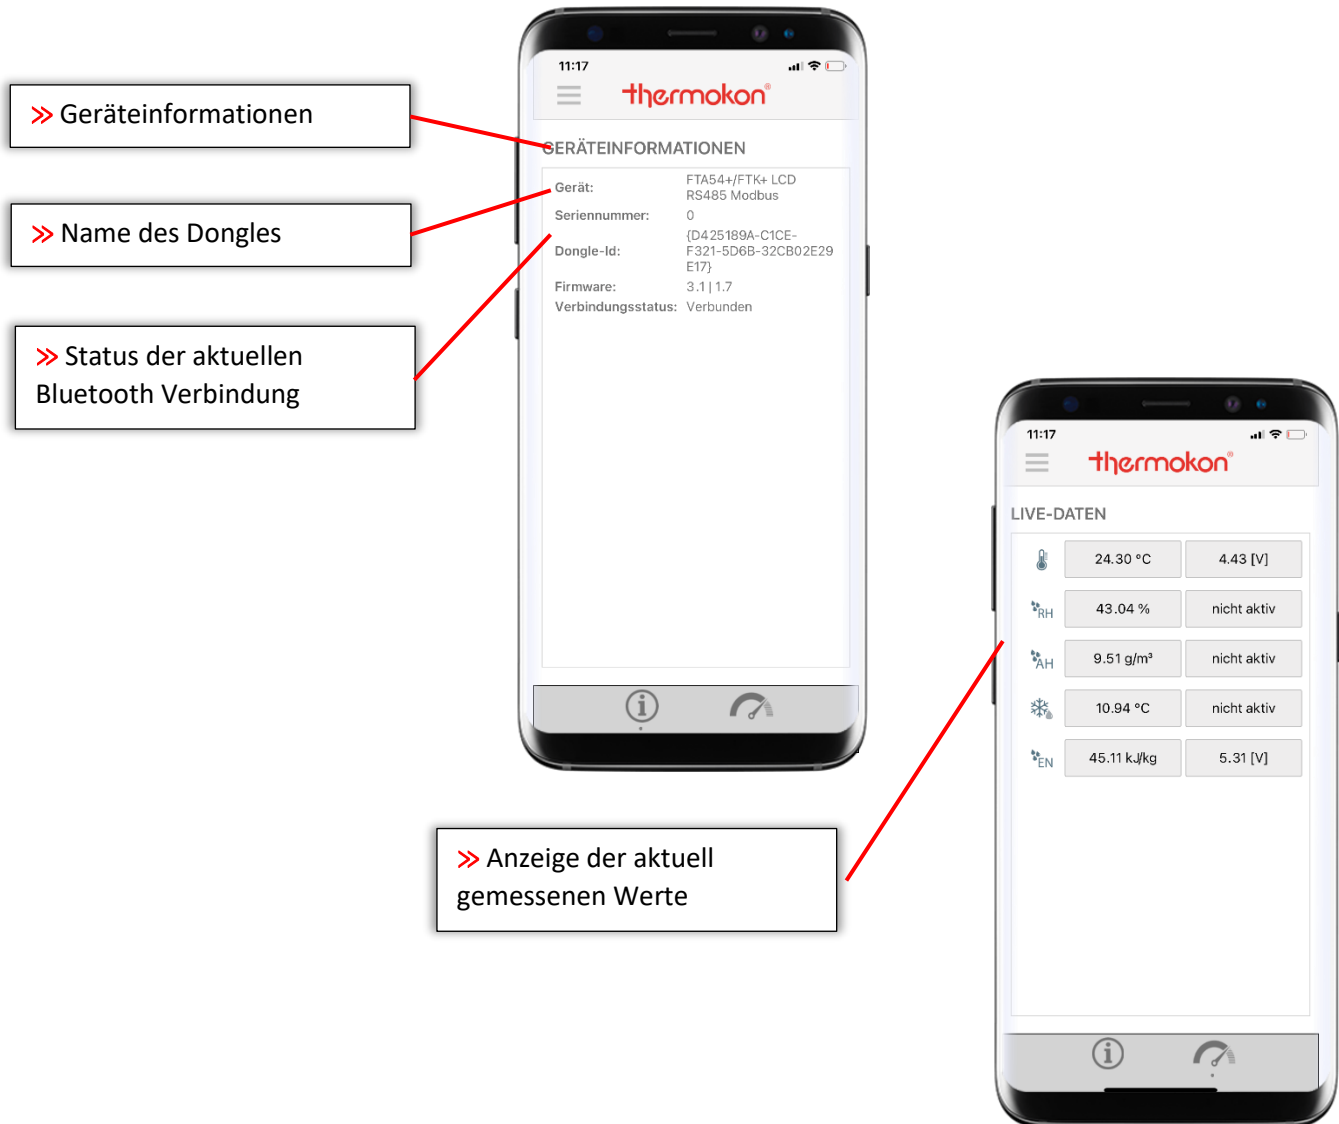 » Geräteinformationen
» Name des Dongles
» Status der aktuellen
Bluetooth Verbindung
11:17
thermokon®
GERÄTEINFORMATIONEN
Gerät: FTA54+/FTK+ LCD
RS485 Modbus
Seriennummer: 0
Dongle-Id: {D425189A-C1CE-
F321-5D6B-32CB02E29
E17}
Firmware: 3.1 | 1.7
Verbindungsstatus: Verbunden
» Anzeige der aktuell
gemessenen Werte
11:17
thermokon®
LIVE-DATEN
24.30 °C 4.43 [V]
RH 43.04 % nicht aktiv
AH 9.51 g/m³ nicht aktiv
10.94 °C nicht aktiv
EN 45.11 kJ/kg 5.31 [V]